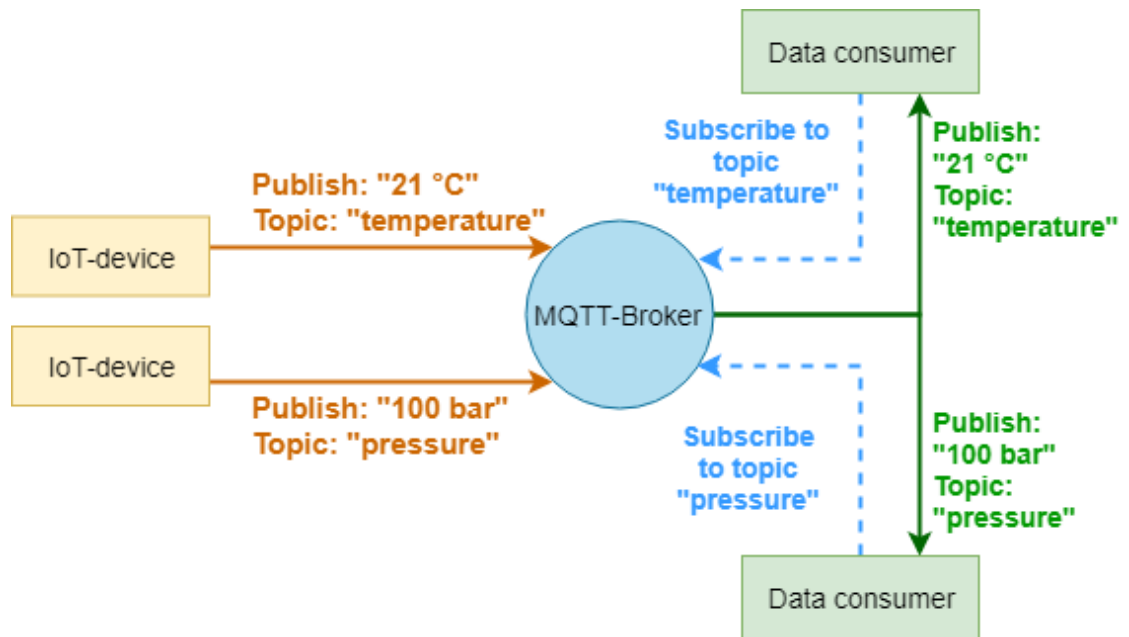 Data consumer
Subscribe to
topic
"temperature"
Publish:
"21 °C"
Topic:
"temperature"
Publish: "21 °C"
Topic: "temperature"
IoT-device
MQTT-Broker
IoT-device
Publish: "100 bar"
Topic: "pressure"
Subscribe
to topic
"pressure"
Publish:
"100 bar"
Topic:
"pressure"
Data consumer